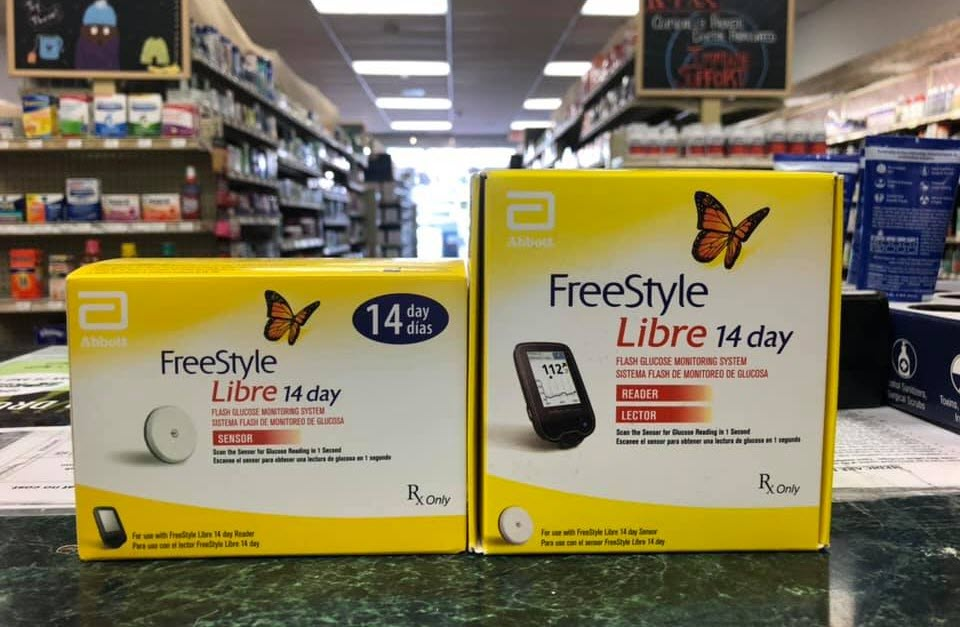 Abbott
14 day
días
FreeStyle
Libre 14 day
FLASH GLUCOSE MONITORING SYSTEM
SISTEMA FLASH DE MONITOREO DE GLUCOSA
SENSOR
Scan the Sensor for Glucose Reading in 1 Second
Escanee el sensor para obtener una lectura de glucosa en 1 segundo
Rx Only
For use with FreeStyle Libre 14 day Reader
Para uso con el lector FreeStyle Libre 14 day
Abbott
FreeStyle
Libre 14 day
FLASH GLUCOSE MONITORING SYSTEM
SISTEMA FLASH DE MONITOREO DE GLUCOSA
112
READER
LECTOR
Scan the Sensor for Glucose Reading in 1 Second
Escanee el sensor para obtener una lectura de glucosa en 1 segundo
Rx Only
For use with FreeStyle Libre 14 day Sensor
Para uso con el sensor FreeStyle Libre 14 day